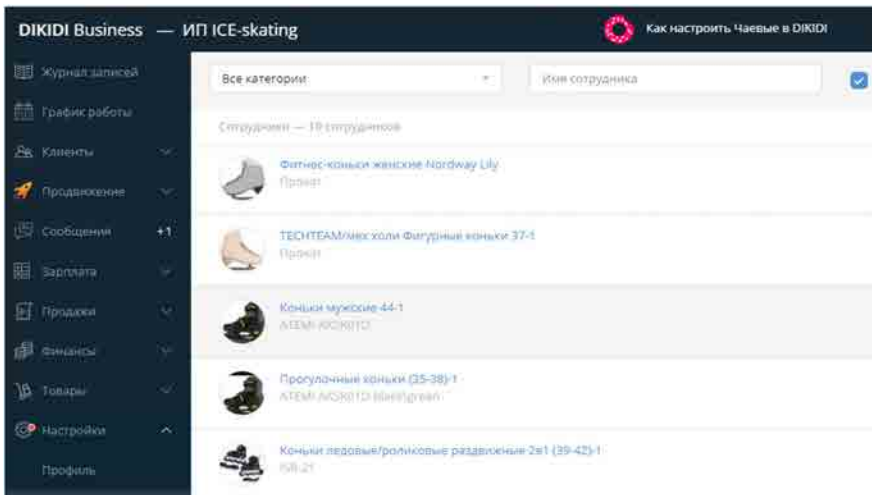 DIKIDI Business — ИП ICE-skating
Как настроить Чаевые в DIKIDI
Журнал записей
График работы
Клиенты
Продвижение
Сообщения +1
Зарплата
Продажи
Финансы
Товары
Настройки
Профиль
Все категории
Имя сотрудника
Сотрудники — 19 сотрудников
Фитнес-коньки женские Nordway Lily
Прокат
TECHTEAM/мех холи Фигурные коньки 37-1
Прокат
Коньки мужские 44-1
ATEMI
Прогулочные коньки (35-38)-1
ATEMI
Коньки ледовые/роликовые раздвижные 2в1 (39-42)-1